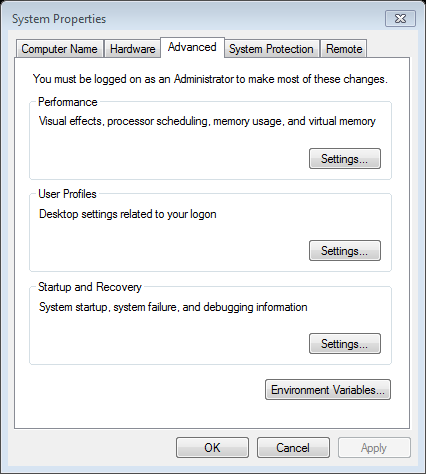 System Properties
Computer Name Hardware Advanced System Protection Remote
You must be logged on as an Administrator to make most of these changes.
Performance
Visual effects, processor scheduling, memory usage, and virtual memory
Settings...
User Profiles
Desktop settings related to your logon
Settings...
Startup and Recovery
System startup, system failure, and debugging information
Settings...
Environment Variables...
OK Cancel Apply